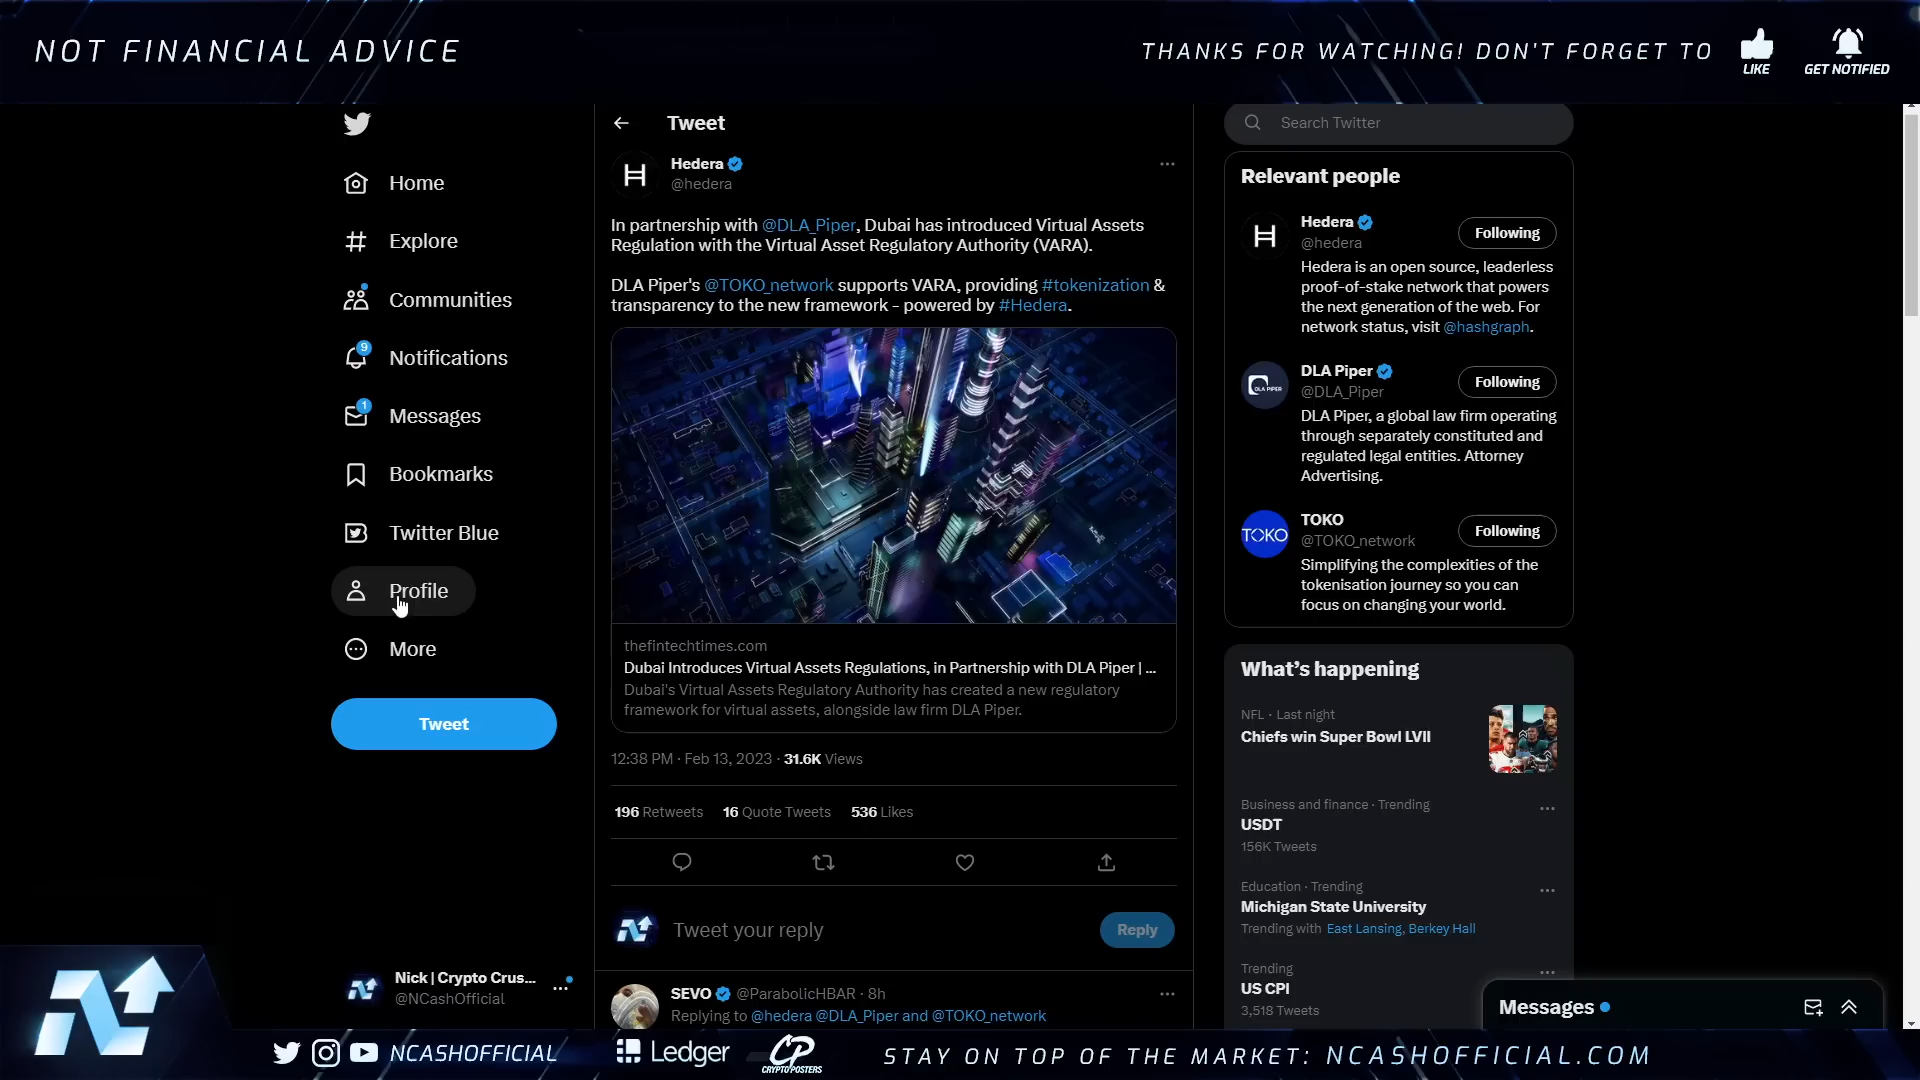 NOT FINANCIAL ADVICE
THANKS FOR WATCHING! DON'T FORGET TO
LIKE
GET NOTIFIED
Home
Explore
Communities
9
Notifications
1
Messages
Bookmarks
Twitter Blue
Profile
More
Tweet
Nick | Crypto Crus...
@NCashOfficial
Tweet
Hedera
@hedera
In partnership with @DLA_Piper, Dubai has introduced Virtual Assets
Regulation with the Virtual Asset Regulatory Authority (VARA).
DLA Piper's @TOKO_network supports VARA, providing #tokenization &
transparency to the new framework - powered by #Hedera.
thefintechtimes.com
Dubai Introduces Virtual Assets Regulations, in Partnership with DLA Piper | ...
Dubai's Virtual Assets Regulatory Authority has created a new regulatory
framework for virtual assets, alongside law firm DLA Piper.
12:38 PM · Feb 13, 2023 · 31.6K Views
196 Retweets 16 Quote Tweets 536 Likes
Tweet your reply
Reply
SEVO @ParabolicHBAR · 8h
Replying to @hedera @DLA_Piper and @TOKO_network
Search Twitter
Relevant people
Hedera
@hedera
Following
Hedera is an open source, leaderless
proof-of-stake network that powers
the next generation of the web. For
network status, visit @hashgraph.
DLA PIPER
DLA Piper
@DLA_Piper
Following
DLA Piper, a global law firm operating
through separately constituted and
regulated legal entities. Attorney
Advertising.
TOKO
TOKO
@TOKO_network
Following
Simplifying the complexities of the
tokenisation journey so you can
focus on changing your world.
What's happening
NFL · Last night
Chiefs win Super Bowl LVII
Business and finance · Trending
USDT
156K Tweets
Education · Trending
Michigan State University
Trending with East Lansing, Berkey Hall
Trending
US CPI
3,518 Tweets
Messages
NCASHOFFICIAL
Ledger
CP
CRYPTOPOSTERS
STAY ON TOP OF THE MARKET: NCASHOFFICIAL.COM